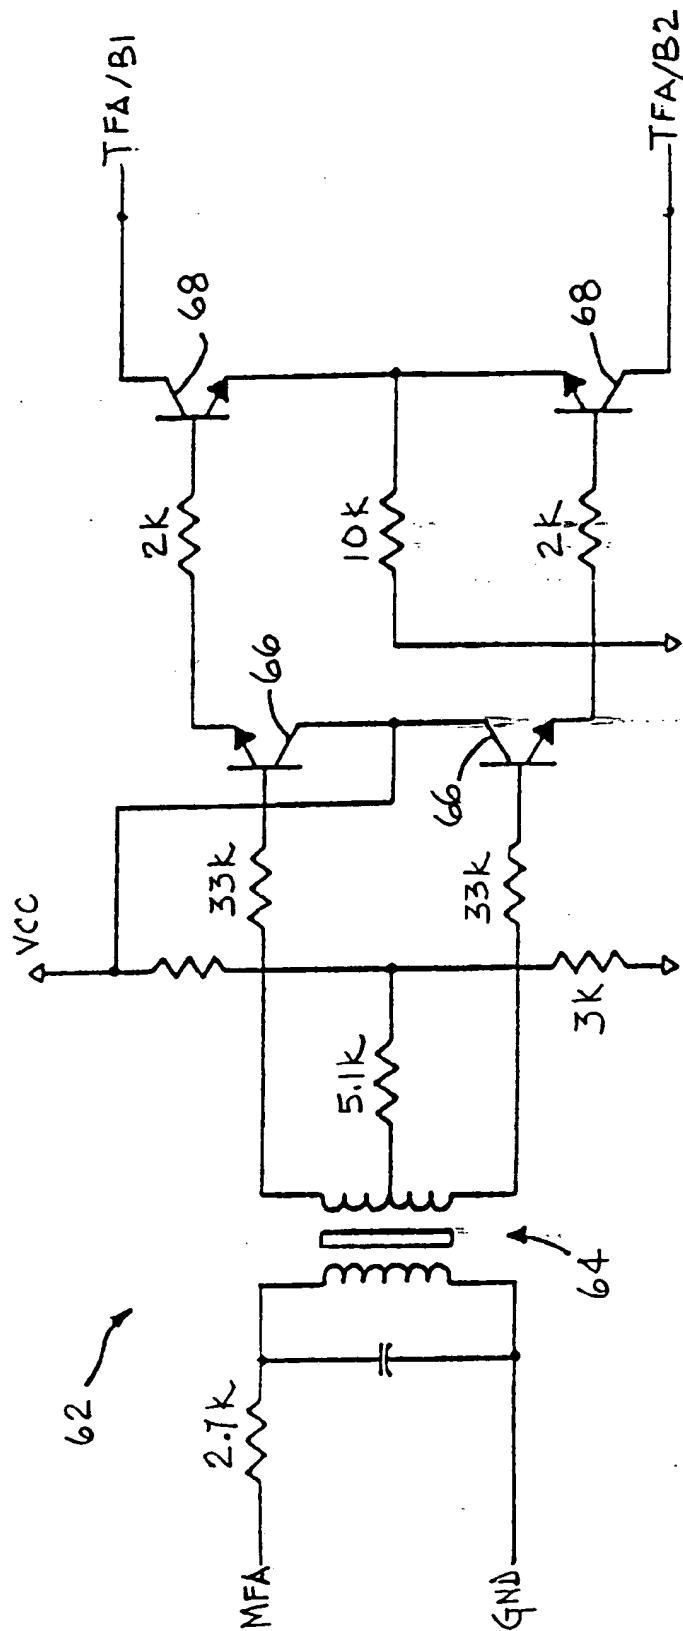 TFA/B1
TFA/B2
68
68
2K
10K
2K
66
66
VCC
33K
33K
5.1K
3K
64
62
2.7K
MFA
GND